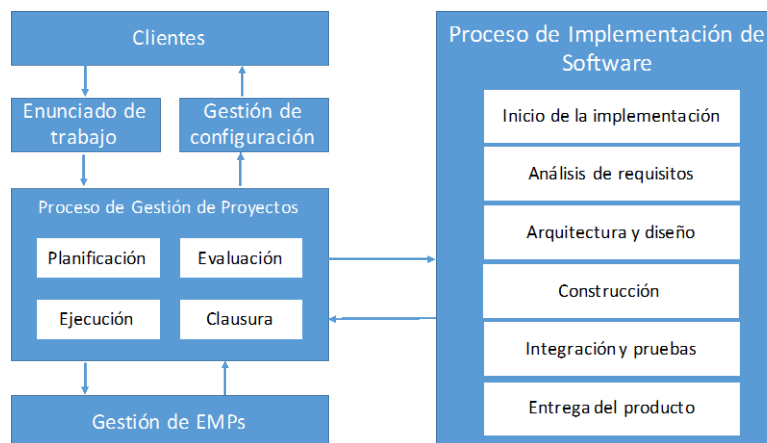 Clientes
Enunciado de
trabajo
Gestión de
configuración
Proceso de Gestión de Proyectos
Planificación
Evaluación
Ejecución
Clausura
Gestión de EMPs
Proceso de Implementación de
Software
Inicio de la implementación
Análisis de requisitos
Arquitectura y diseño
Construcción
Integración y pruebas
Entrega del producto